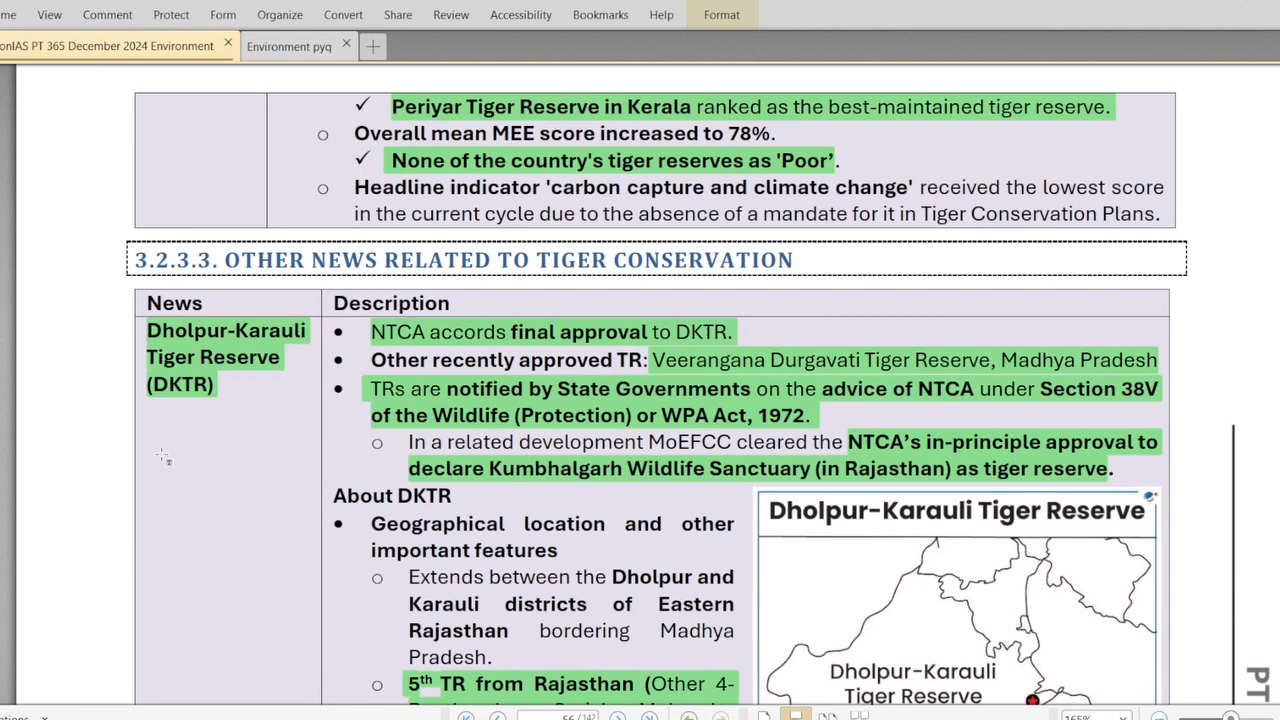 me View Comment Protect Form Organize Convert Share Review Accessibility Bookmarks Help Format
onIAS PT 365 December 2024 Environment Environment pyq
✓ Periyar Tiger Reserve in Kerala ranked as the best-maintained tiger reserve.
o Overall mean MEE score increased to 78%.
✓ None of the country's tiger reserves as 'Poor'.
o Headline indicator 'carbon capture and climate change' received the lowest score
in the current cycle due to the absence of a mandate for it in Tiger Conservation Plans.
3.2.3.3. OTHER NEWS RELATED TO TIGER CONSERVATION
News Description
Dholpur-Karauli
Tiger Reserve
(DKTR)
• NTCA accords final approval to DKTR.
• Other recently approved TR: Veerangana Durgavati Tiger Reserve, Madhya Pradesh
• TRs are notified by State Governments on the advice of NTCA under Section 38V
of the Wildlife (Protection) or WPA Act, 1972.
o In a related development MoEFCC cleared the NTCA's in-principle approval to
declare Kumbhalgarh Wildlife Sanctuary (in Rajasthan) as tiger reserve.
About DKTR
• Geographical location and other
important features
o Extends between the Dholpur and
Karauli districts of Eastern
Rajasthan bordering Madhya
Pradesh.
o 5th TR from Rajasthan (Other 4-
Dholpur-Karauli Tiger Reserve
Dholpur-Karauli
Tiger Reserve
PT
56 /142
165%